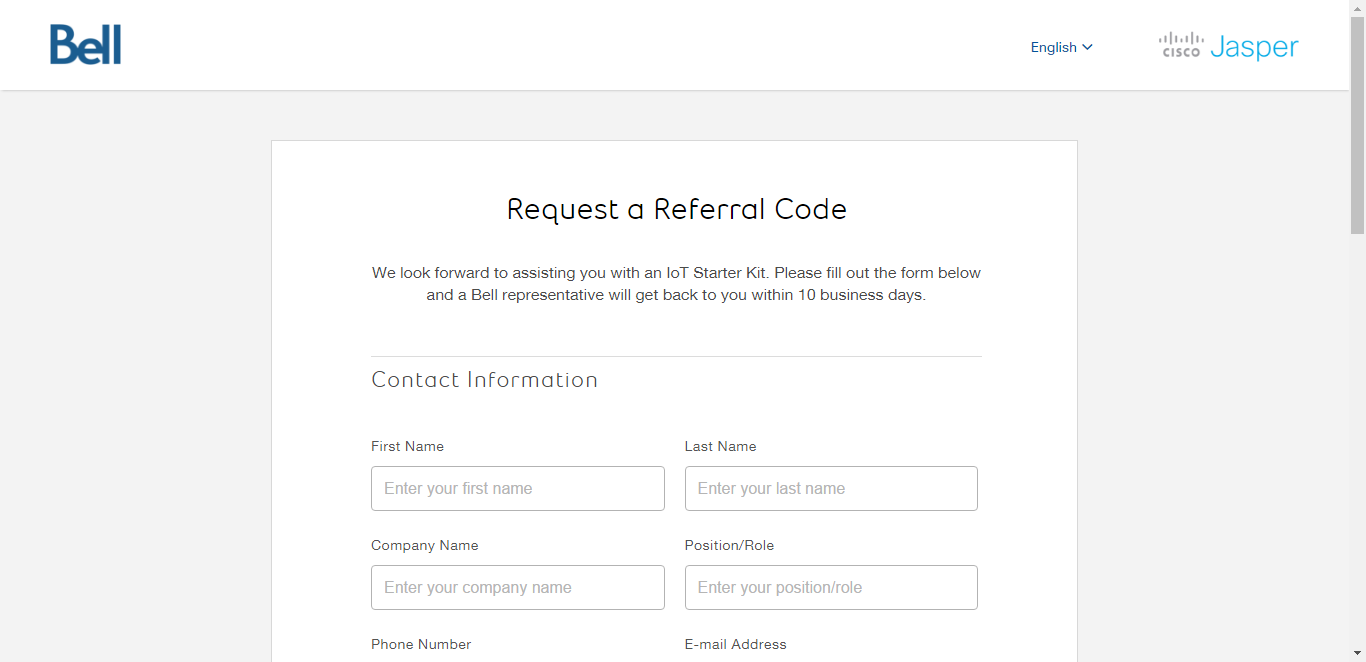 Bell
English
cisco Jasper
Request a Referral Code
We look forward to assisting you with an IoT Starter Kit. Please fill out the form below
and a Bell representative will get back to you within 10 business days.
Contact Information
First Name Last Name
Enter your first name Enter your last name
Company Name Position/Role
Enter your company name Enter your position/role
Phone Number E-mail Address